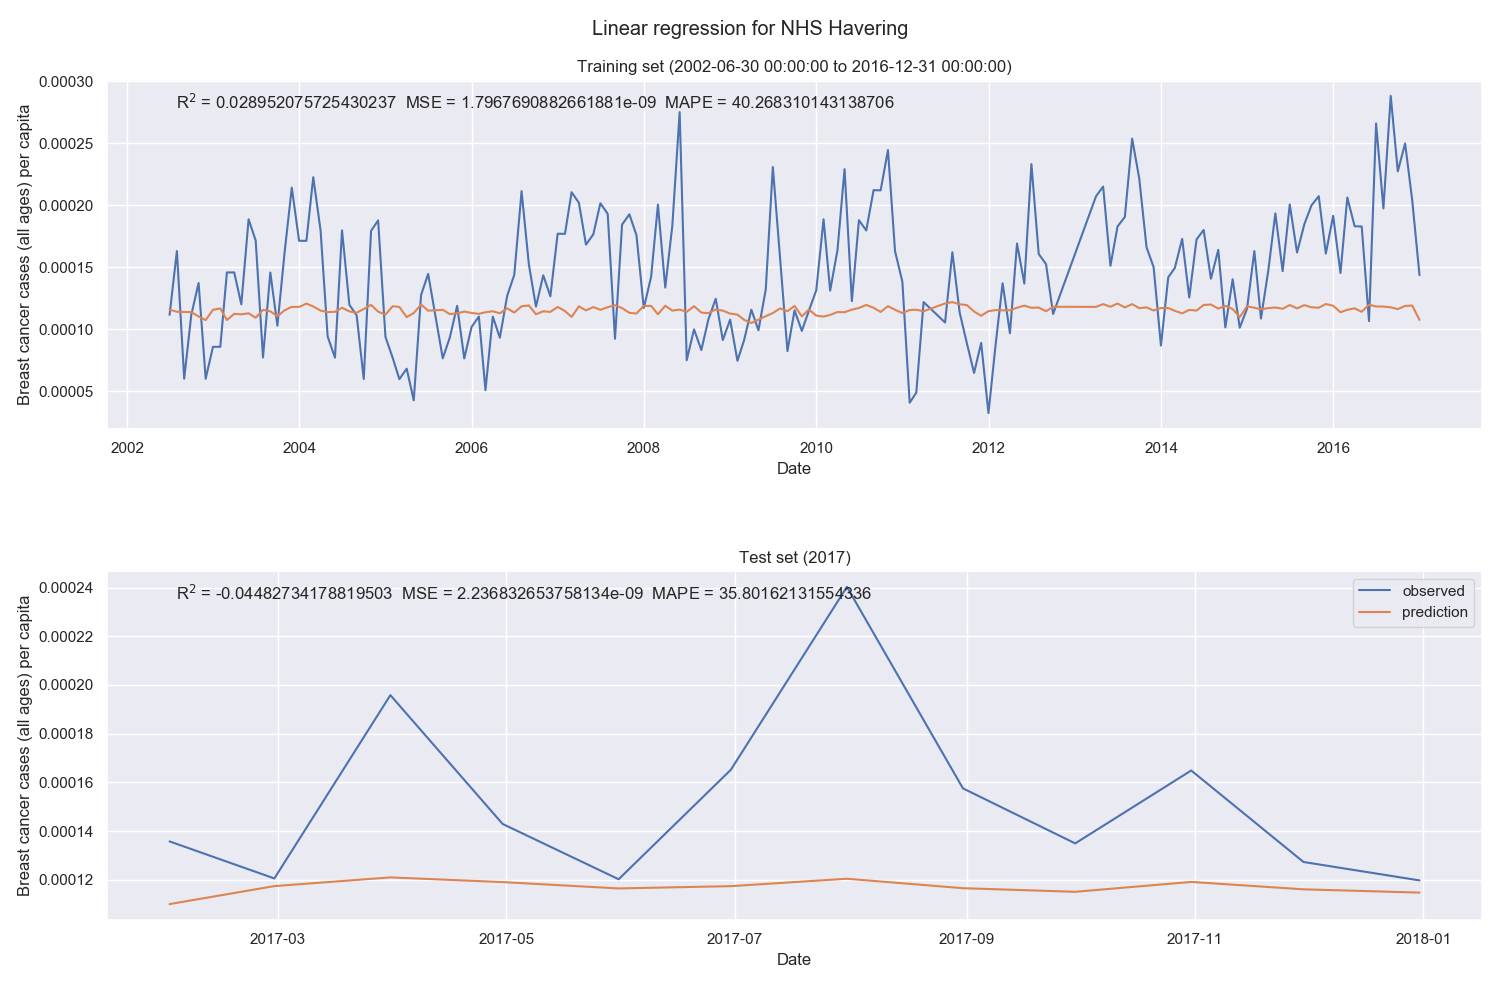 Linear regression for NHS Havering
Training set (2002-06-30 00:00:00 to 2016-12-31 00:00:00)
R² = 0.028952075725430237 MSE = 1.7967690882661881e-09 MAPE = 40.268310143138706
Breast cancer cases (all ages) per capita
0.00030
0.00025
0.00020
0.00015
0.00010
0.00005
2002 2004 2006 2008 2010 2012 2014 2016
Date
Test set (2017)
R² = -0.04482734178819503 MSE = 2.236832653758134e-09 MAPE = 35.80162131554336
observed
prediction
Breast cancer cases (all ages) per capita
0.00024
0.00022
0.00020
0.00018
0.00016
0.00014
0.00012
2017-03 2017-05 2017-07 2017-09 2017-11 2018-01
Date